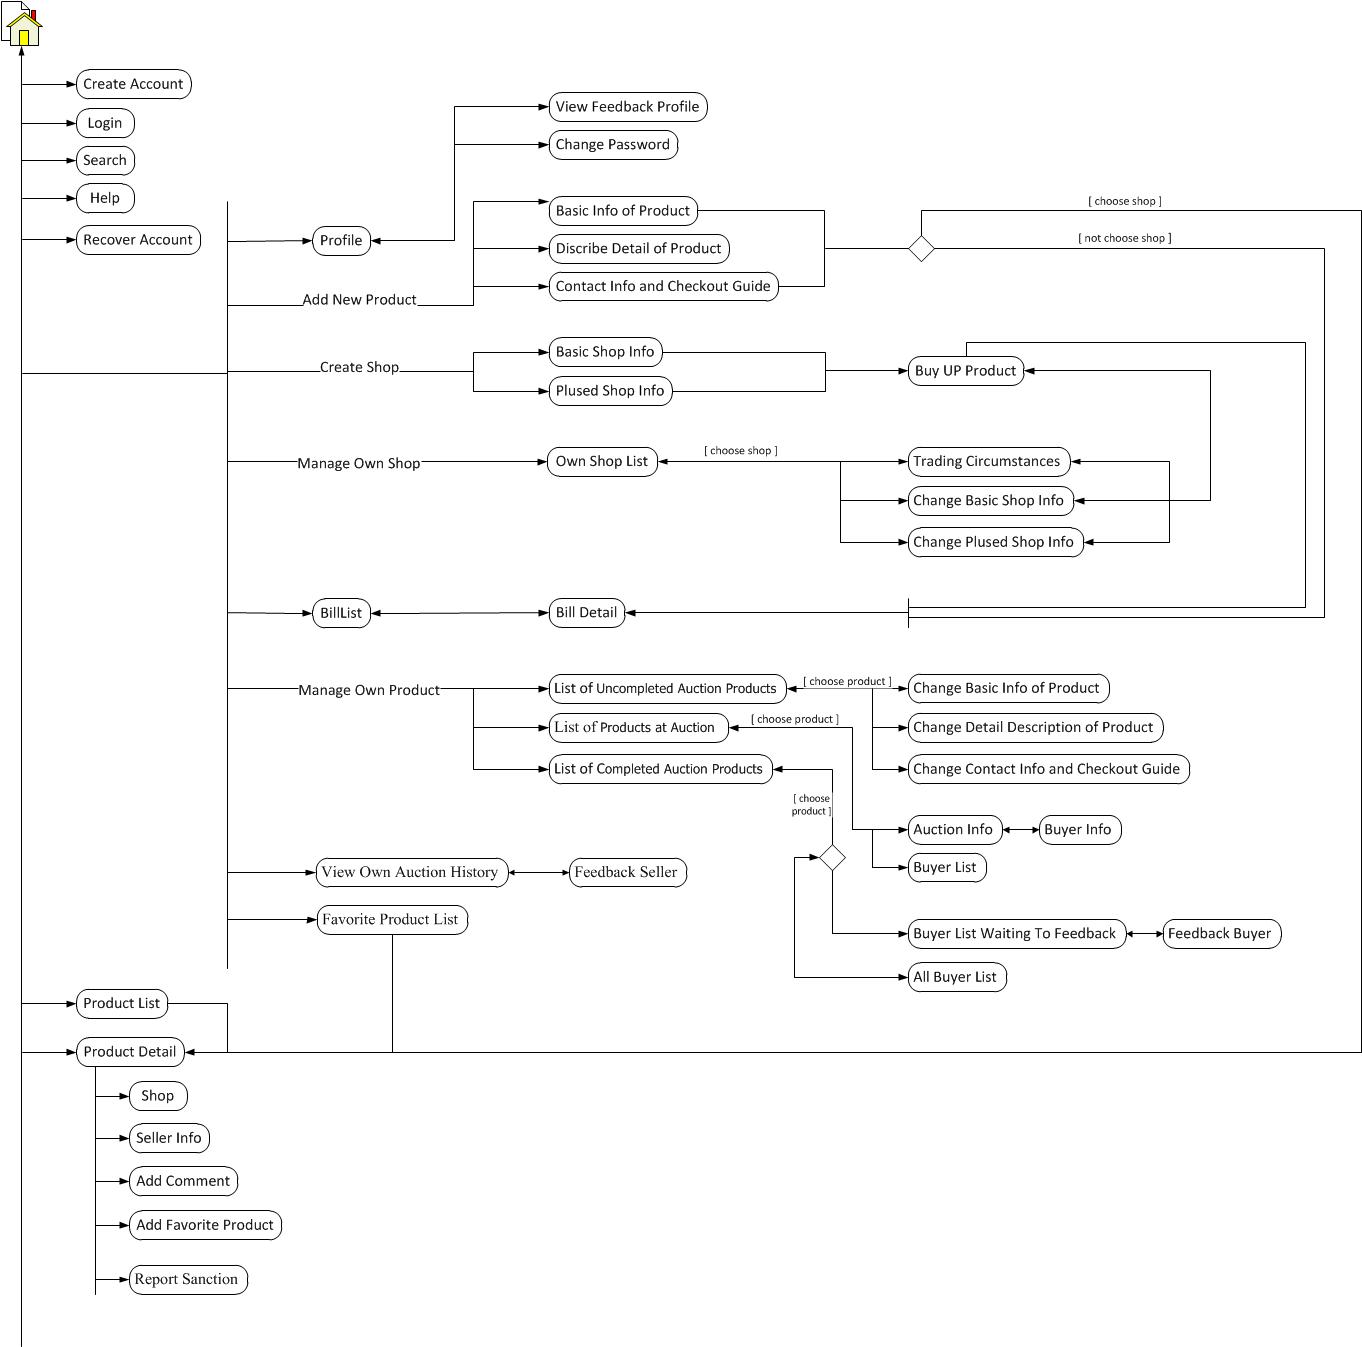 Create Account
Login
Search
Help
Recover Account
View Feedback Profile
Change Password
Profile
Basic Info of Product
Discribe Detail of Product
Contact Info and Checkout Guide
[ choose shop ]
[ not choose shop ]
Add New Product
Create Shop
Basic Shop Info
Plused Shop Info
Buy UP Product
Manage Own Shop
Own Shop List
[ choose shop ]
Trading Circumstances
Change Basic Shop Info
Change Plused Shop Info
BillList
Bill Detail
Manage Own Product
List of Uncompleted Auction Products
[ choose product ]
Change Basic Info of Product
List of Products at Auction
[ choose product ]
Change Detail Description of Product
List of Completed Auction Products
Change Contact Info and Checkout Guide
[ choose
product ]
Auction Info
Buyer Info
Buyer List
View Own Auction History
Feedback Seller
Favorite Product List
Buyer List Waiting To Feedback
Feedback Buyer
All Buyer List
Product List
Product Detail
Shop
Seller Info
Add Comment
Add Favorite Product
Report Sanction